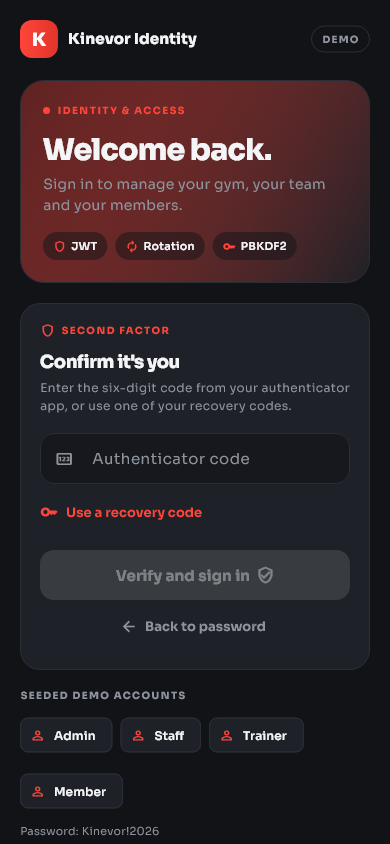 K Kinevor Identity DEMO
IDENTITY & ACCESS
Welcome back.
Sign in to manage your gym, your team
and your members.
JWT Rotation PBKDF2
SECOND FACTOR
Confirm it's you
Enter the six-digit code from your authenticator
app, or use one of your recovery codes.
123 Authenticator code
Use a recovery code
Verify and sign in
Back to password
SEEDED DEMO ACCOUNTS
Admin Staff Trainer
Member
Password: Kinevor!2026